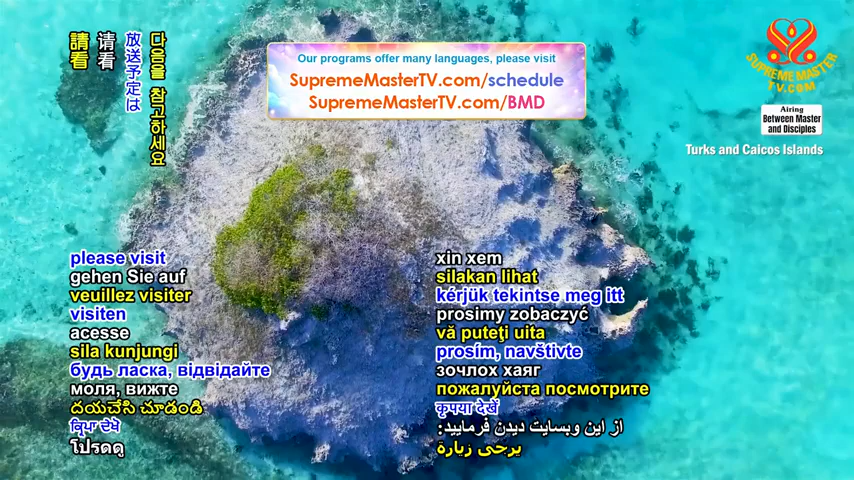 Our programs offer many languages, please visit
SupremeMasterTV.com/schedule
SupremeMasterTV.com/BMD
SUPREME MASTER
TV.COM
Airing
Between Master
and Disciples
Turks and Caicos Islands
請看
请看
放送予定は
다음을 참고하세요
please visit
gehen Sie auf
veuillez visiter
visiten
acesse
sila kunjungi
будь ласка, відвідайте
моля, вижте
దయచేసి చూడండి
ਕ੍ਰਿਪਾ ਦੇਖੋ
โปรดดู
xin xem
silakan lihat
kérjük tekintse meg itt
prosimy zobaczyć
vă puteţi uita
prosím, navštivte
зочлох хаяг
пожалуйста посмотрите
कृपया देखें
از این وبسایت دیدن فرمایید:
يرجى زيارة